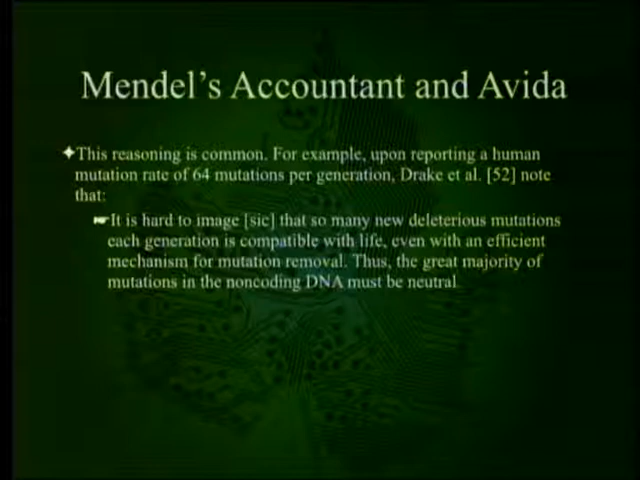 Mendel's Accountant and Avida
This reasoning is common. For example, upon reporting a human
mutation rate of 64 mutations per generation, Drake et al. [52] note
that:
It is hard to image [sic] that so many new deleterious mutations
each generation is compatible with life, even with an efficient
mechanism for mutation removal. Thus, the great majority of
mutations in the noncoding DNA must be neutral